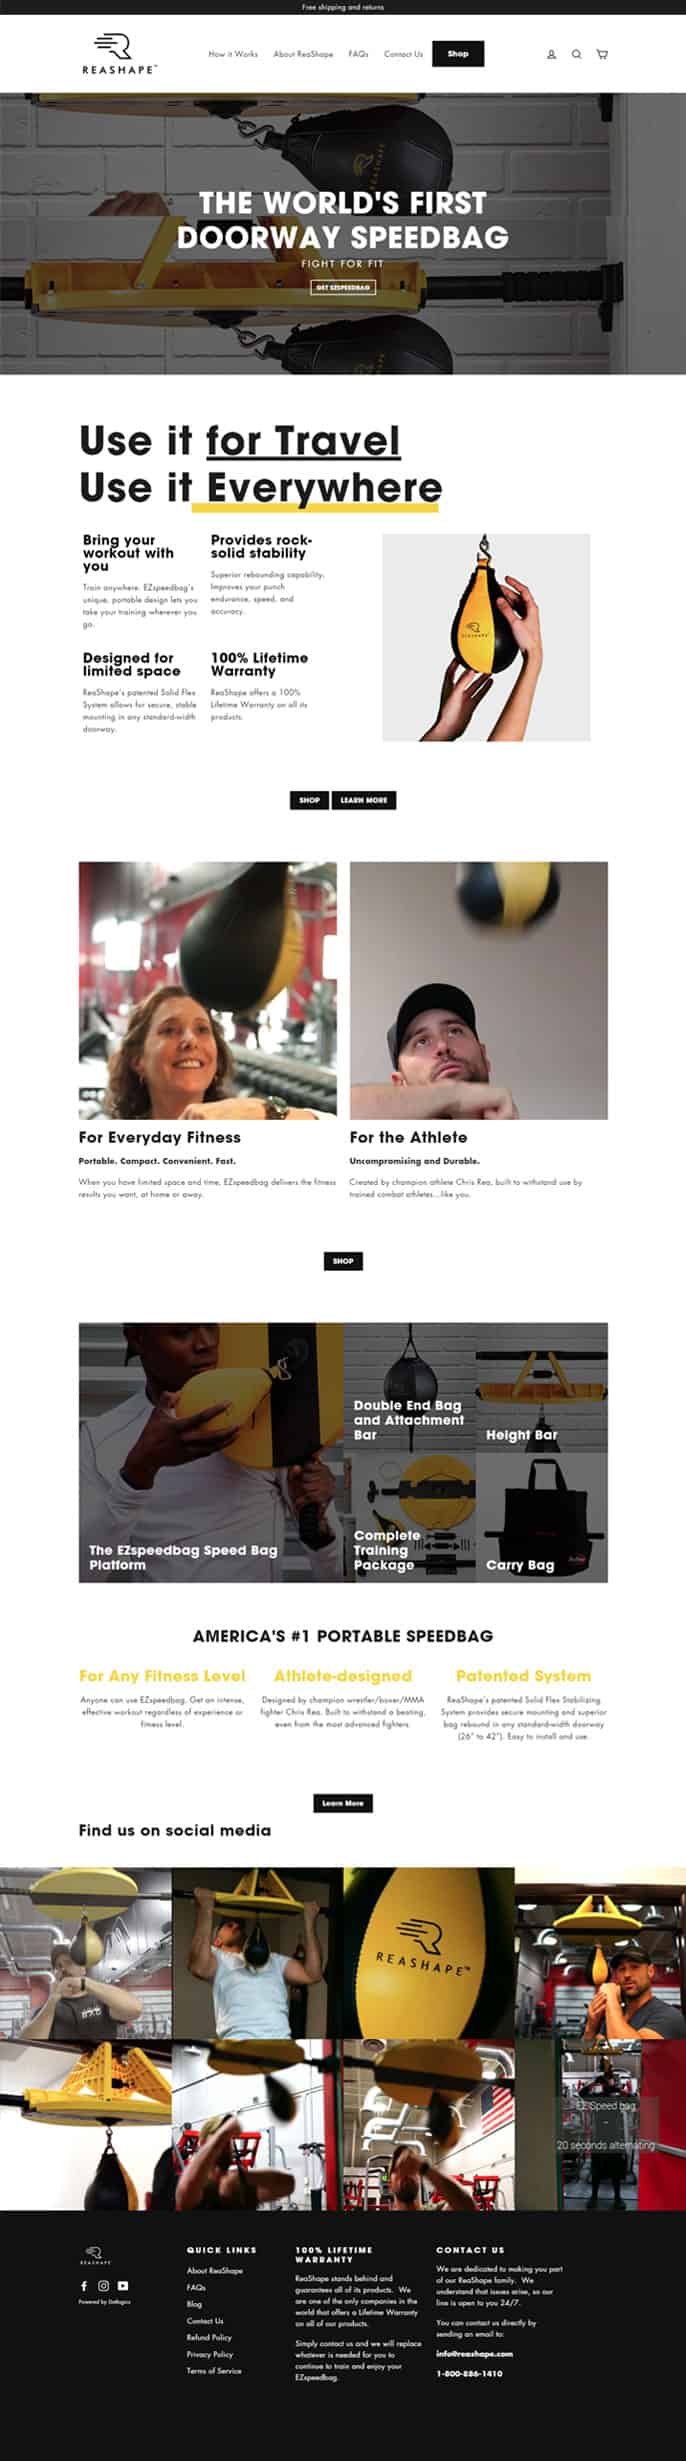 Free shipping and returns
REASHAPE™
How it Works
About ReaShape
FAQs
Contact Us
Shop
REASHAPE
THE WORLD'S FIRST
DOORWAY SPEEDBAG
FIGHT FOR FIT
GET EZSPEEDBAG
REASHAPE
Use it for Travel
Use it Everywhere
Bring your
workout with
you
Train anywhere. EZspeedbag's
unique, portable design lets you
take your training wherever you
go.
Provides rock-
solid stability
Superior rebounding capability.
Improves your punch
endurance, speed, and
accuracy.
Designed for
limited space
ReaShape's patented Solid Flex
System allows for secure, stable
mounting in any standard-width
doorway.
100% Lifetime
Warranty
ReaShape offers a 100%
Lifetime Warranty on all its
products.
REASHAPE
SHOP
LEARN MORE
For Everyday Fitness
Portable. Compact. Convenient. Fast.
When you have limited space and time, EZspeedbag delivers the fitness
results you want, at home or away.
For the Athlete
Uncompromising and Durable.
Created by champion athlete Chris Rea, built to withstand use by
trained combat athletes...like you.
SHOP
The EZspeedbag Speed Bag
Platform
Double End Bag
and Attachment
Bar
Height Bar
Complete
Training
Package
Carry Bag
AMERICA'S #1 PORTABLE SPEEDBAG
For Any Fitness Level
Anyone can use EZspeedbag. Get an intense,
effective workout regardless of experience or
fitness level.
Athlete-designed
Designed by champion wrestler/boxer/MMA
fighter Chris Rea. Built to withstand a beating,
even from the most advanced fighters.
Patented System
ReaShape's patented Solid Flex Stabilizing
System provides secure mounting and superior
bag rebound in any standard-width doorway
(26" to 42"). Easy to install and use.
Learn More
Find us on social media
REASHAPE™
EZ Speed bag
20 seconds alternating
REASHAPE
Powered by Getlogics
QUICK LINKS
About ReaShape
FAQs
Blog
Contact Us
Refund Policy
Privacy Policy
Terms of Service
100% LIFETIME
WARRANTY
ReaShape stands behind and
guarantees all of its products. We
are one of the only companies in the
world that offers a Lifetime Warranty
on all of our products.
Simply contact us and we will replace
whatever is needed for you to
continue to train and enjoy your
EZspeedbag.
CONTACT US
We are dedicated to making you part
of our ReaShape family. We
understand that issues arise, so our
line is open to you 24/7.
You can contact us directly by
sending an email to:
info@reashape.com
1-800-886-1410